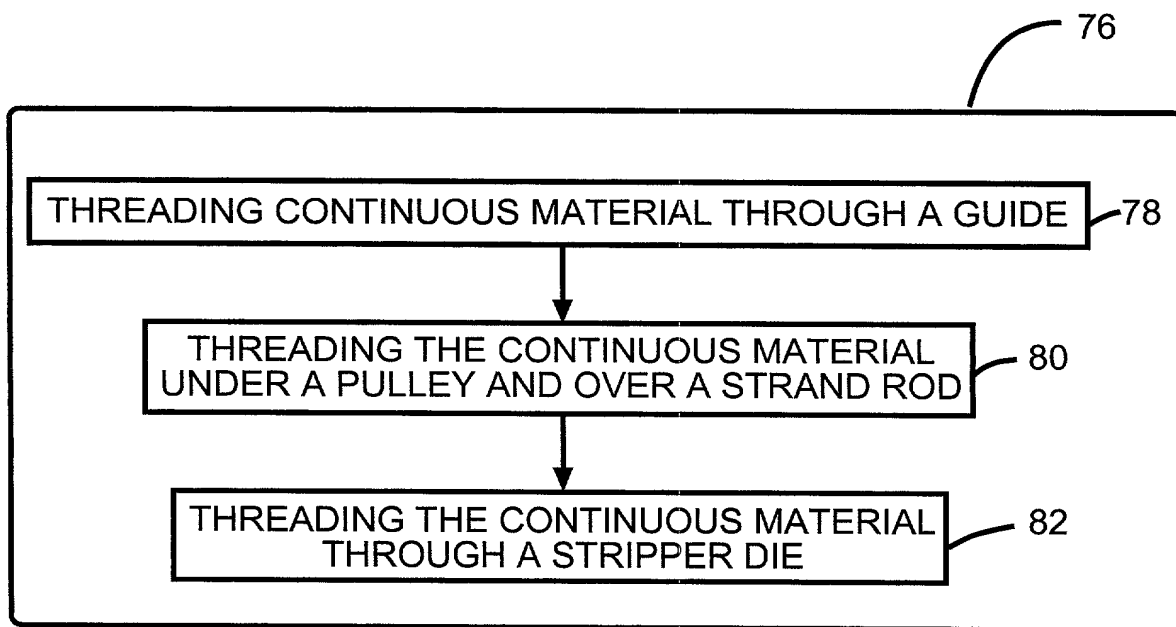 76
THREADING CONTINUOUS MATERIAL THROUGH A GUIDE
78
THREADING THE CONTINUOUS MATERIAL
UNDER A PULLEY AND OVER A STRAND ROD
80
THREADING THE CONTINUOUS MATERIAL
THROUGH A STRIPPER DIE
82